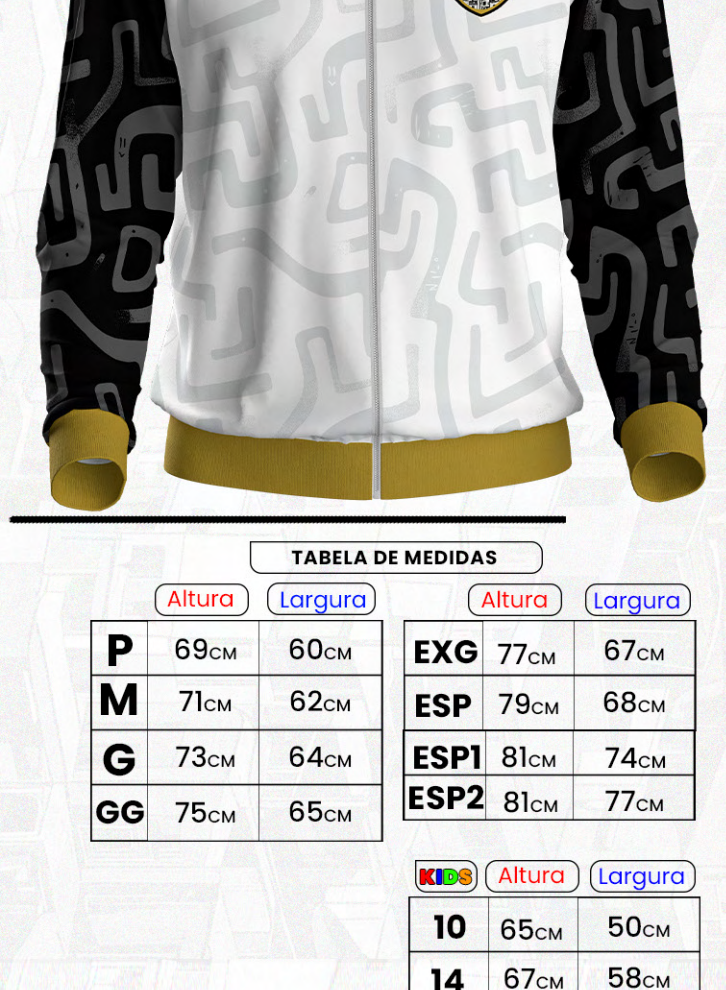 TABELA DE MEDIDAS
Altura Largura
P 69CM 60CM
M 71CM 62CM
G 73CM 64CM
GG 75CM 65CM
Altura Largura
EXG 77CM 67CM
ESP 79CM 68CM
ESP1 81CM 74CM
ESP2 81CM 77CM
KIDS Altura Largura
10 65CM 50CM
14 67CM 58CM